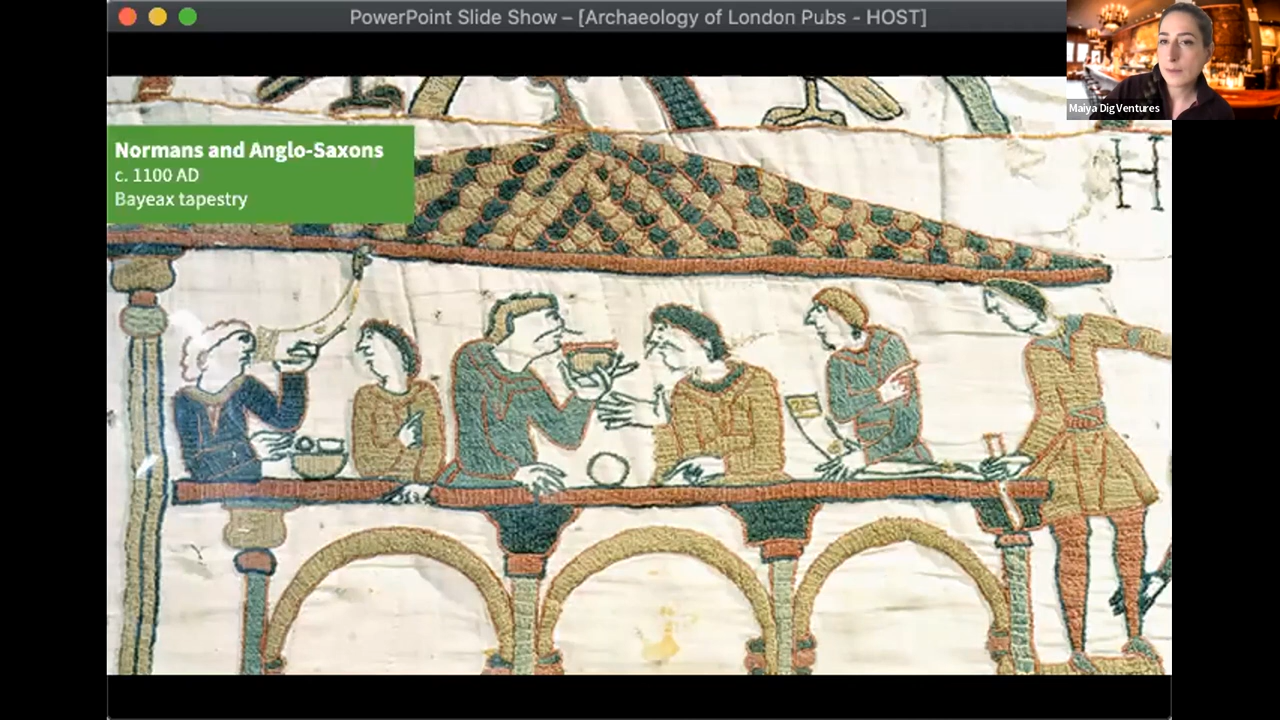 PowerPoint Slide Show – [Archaeology of London Pubs - HOST]
Maiya DigVentures
Normans and Anglo-Saxons
c. 1100 AD
Bayeax tapestry
H